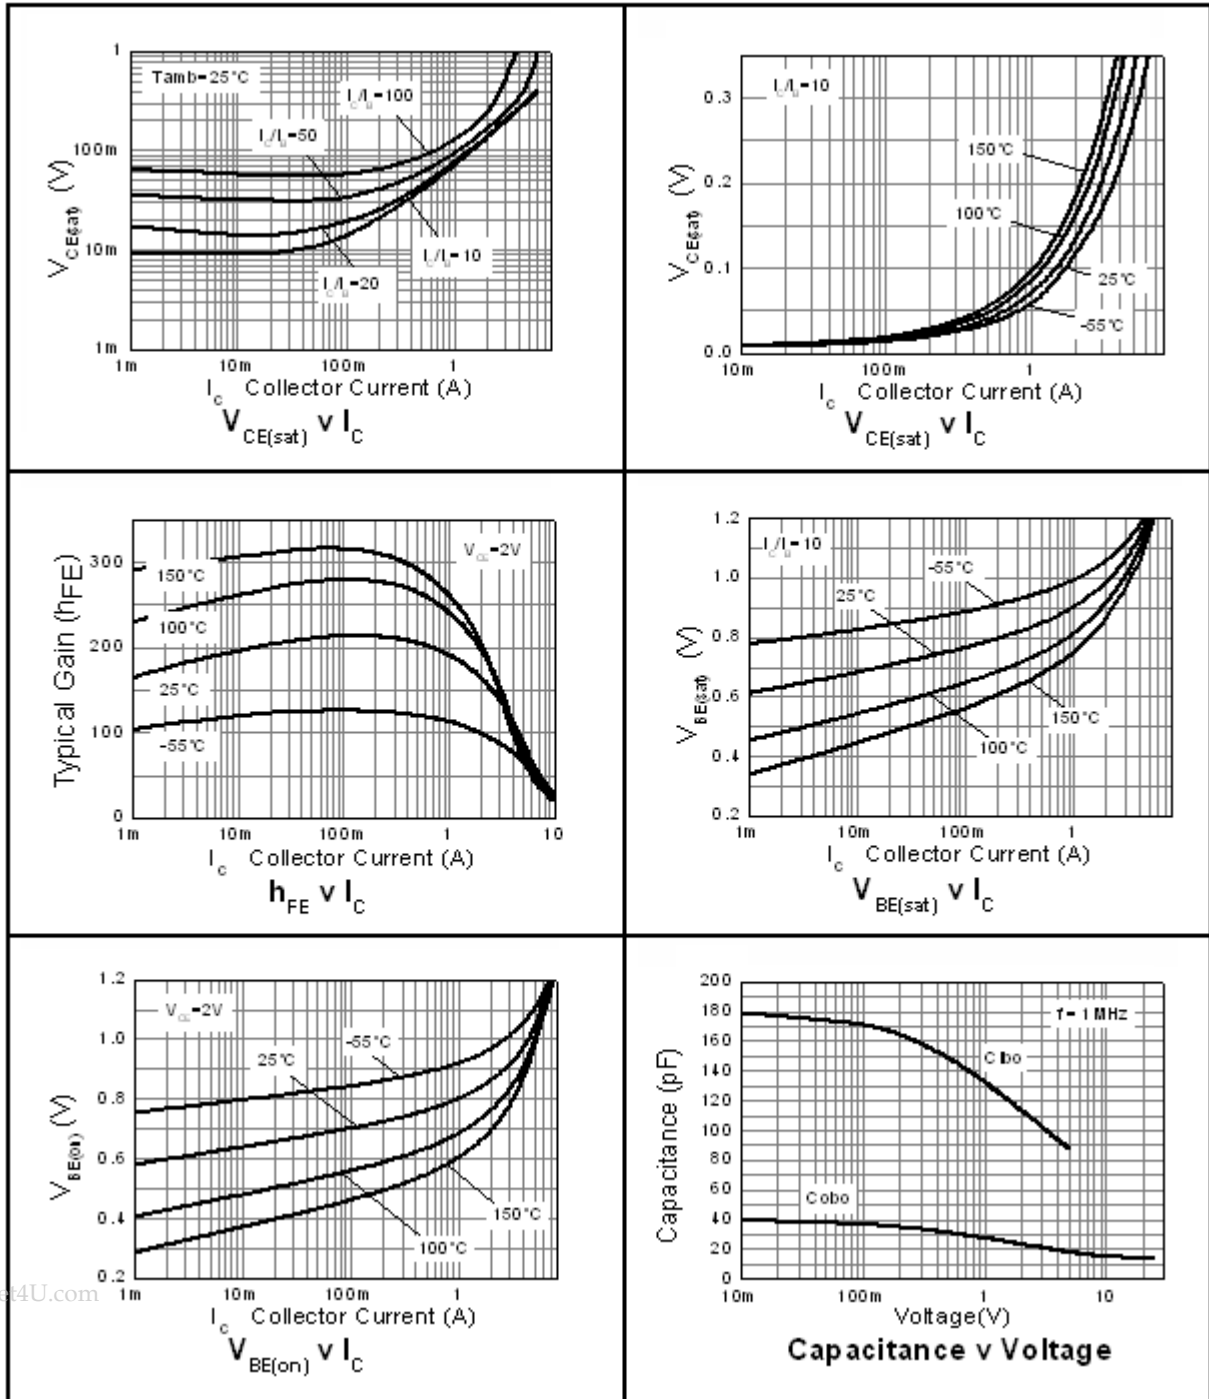 1
Tamb=25°C
I_C/I_B=100
I_C/I_B=50
100m
V_CE(sat) (V)
10m
I_C/I_B=10
I_C/I_B=20
1m
1m 10m 100m 1
I_C Collector Current (A)
V_CE(sat) v I_C
I_C/I_B=10
0.3
150°C
0.2
V_CE(sat) (V)
100°C
0.1
25°C
-55°C
0.0
10m 100m 1
I_C Collector Current (A)
V_CE(sat) v I_C
V_CE=2V
300
150°C
Typical Gain (hFE)
100°C
200
25°C
100
-55°C
0
1m 10m 100m 1 10
I_C Collector Current (A)
h_FE v I_C
1.2
I_C/I_B=10
-55°C
1.0
25°C
0.8
V_BE(sat) (V)
0.6
150°C
100°C
0.4
0.2
1m 10m 100m 1
I_C Collector Current (A)
V_BE(sat) v I_C
1.2
V_CE=2V
1.0
-55°C
25°C
0.8
V_BE(on) (V)
0.6
150°C
0.4
100°C
0.2
1m 10m 100m 1
I_C Collector Current (A)
V_BE(on) v I_C
et4U.com
200
180
f= 1 MHz
160
Cibo
140
Capacitance (pF)
120
100
80
60
Cobo
40
20
0
10m 100m 1 10
Voltage(V)
Capacitance v Voltage